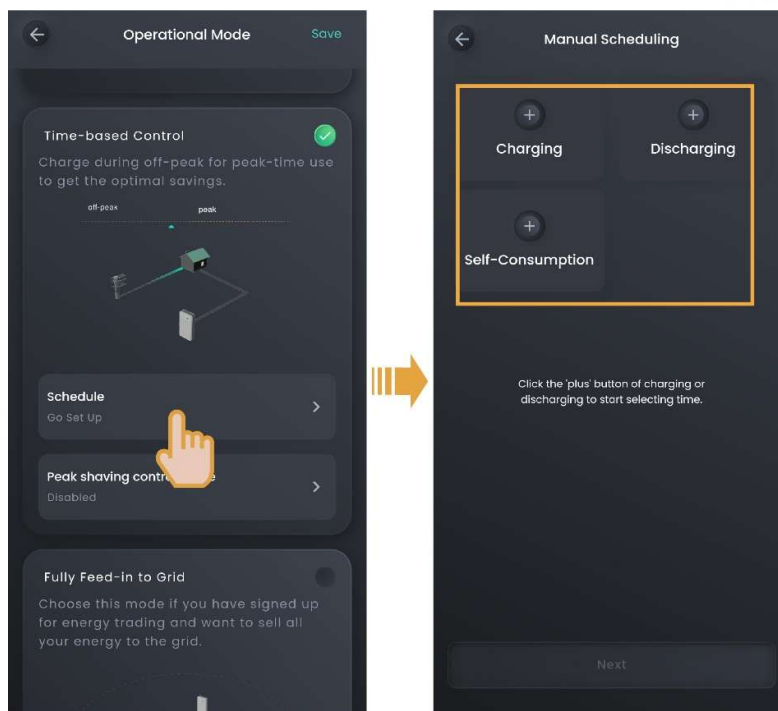 Operational Mode
Save
Time-based Control
Charge during off-peak for peak-time use
to get the optimal savings.
off-peak
peak
Schedule
Go Set Up
Peak shaving
Disabled
Fully Feed-in to Grid
Choose this mode if you have signed up
for energy trading and want to sell all
your energy to the grid.
Manual Scheduling
Charging
Discharging
Self-Consumption
Click the 'plus' button of charging or
discharging to start selecting time.
Next